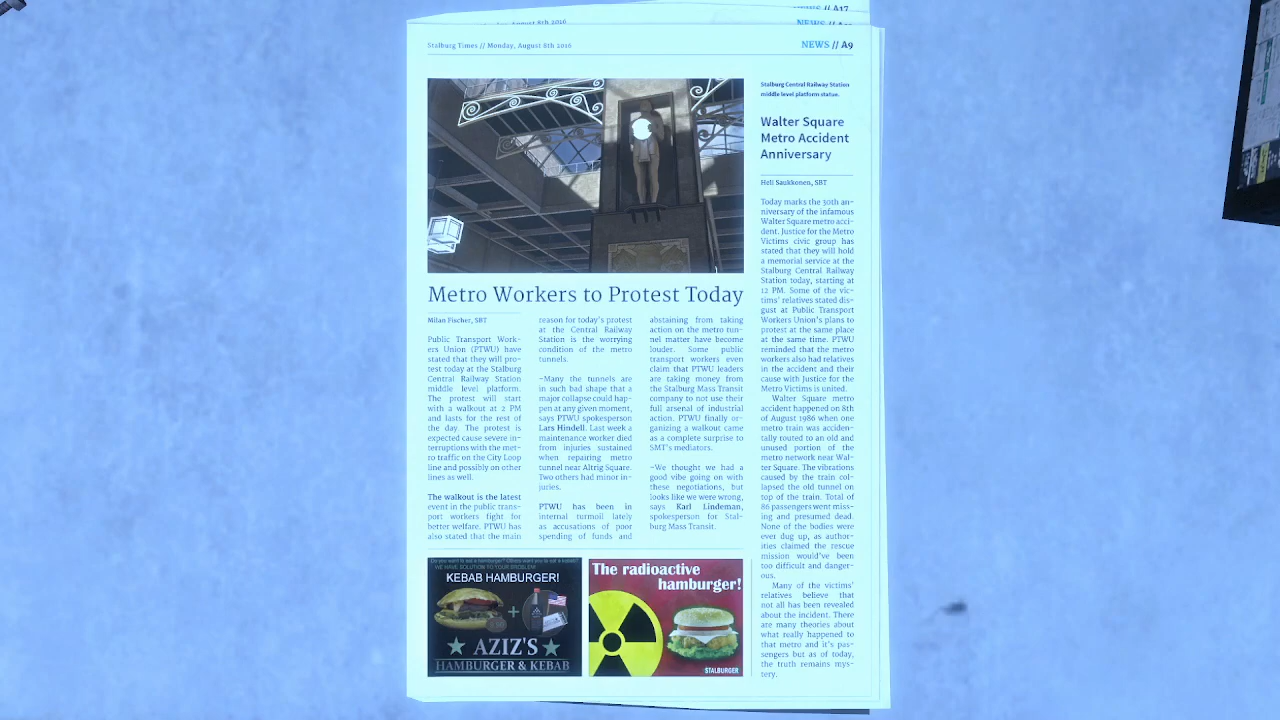 NEWS // A17
August 8th 2016
NEWS
Stalburg Times // Monday, August 8th 2016
NEWS // A9
Stalburg Central Railway Station
middle level platform statue.
Metro Workers to Protest Today
Milan Fischer, SBT
Public Transport Work-
ers Union (PTWU) have
stated that they will pro-
test today at the Stalburg
Central Railway Station
middle level platform.
The protest will start
with a walkout at 2 PM
and lasts for the rest of
the day. The protest is
expected cause severe in-
terruptions with the met-
ro traffic on the City Loop
line and possibly on other
lines as well.
The walkout is the latest
event in the public trans-
port workers fight for
better welfare. PTWU has
also stated that the main
reason for today's protest
at the Central Railway
Station is the worrying
condition of the metro
tunnels.
-Many the tunnels are
in such bad shape that a
major collapse could hap-
pen at any given moment,
says PTWU spokesperson
Lars Hindell. Last week a
maintenance worker died
from injuries sustained
when repairing metro
tunnel near Altrig Square.
Two others had minor in-
juries.
PTWU has been in
internal turmoil lately
as accusations of poor
spending of funds and
abstaining from taking
action on the metro tun-
nel matter have become
louder. Some public
transport workers even
claim that PTWU leaders
are taking money from
the Stalburg Mass Transit
company to not use their
full arsenal of industrial
action. PTWU finally or-
ganizing a walkout came
as a complete surprise to
SMT's mediators.
-We thought we had a
good vibe going on with
these negotiations, but
looks like we were wrong,
says Karl Lindeman,
spokesperson for Stal-
burg Mass Transit.
Walter Square
Metro Accident
Anniversary
Heli Saukkonen, SBT
Today marks the 30th an-
niversary of the infamous
Walter Square metro acci-
dent. Justice for the Metro
Victims civic group has
stated that they will hold
a memorial service at the
Stalburg Central Railway
Station today, starting at
12 PM. Some of the vic-
tims' relatives stated dis-
gust at Public Transport
Workers Union's plans to
protest at the same place
at the same time. PTWU
reminded that the metro
workers also had relatives
in the accident and their
cause with Justice for the
Metro Victims is united.
Walter Square metro
accident happened on 8th
of August 1986 when one
metro train was acciden-
tally routed to an old and
unused portion of the
metro network near Wal-
ter Square. The vibrations
caused by the train col-
lapsed the old tunnel on
top of the train. Total of
86 passengers went miss-
ing and presumed dead.
None of the bodies were
ever dug up, as author-
ities claimed the rescue
mission would've been
too difficult and danger-
ous.
Many of the victims'
relatives believe that
not all has been revealed
about the incident. There
are many theories about
what really happened to
that metro and it's pas-
sengers but as of today,
the truth remains mys-
tery.
Do you want to eat a hamburger? Others want you to eat a kebab?
WE HAVE SOLUTION TO YOUR PROBLEM!
KEBAB HAMBURGER!
+
AZIZ'S
HAMBURGER & KEBAB
The radioactive
hamburger!
STALBURGER